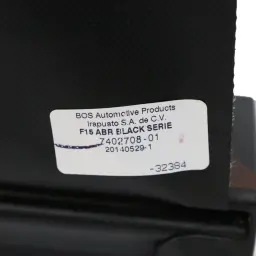 BOS Automotive Products
Irapuato S.A. de C.V.
F15 ABR BLACK SERIE
7402708-01
20140529-1
-32384